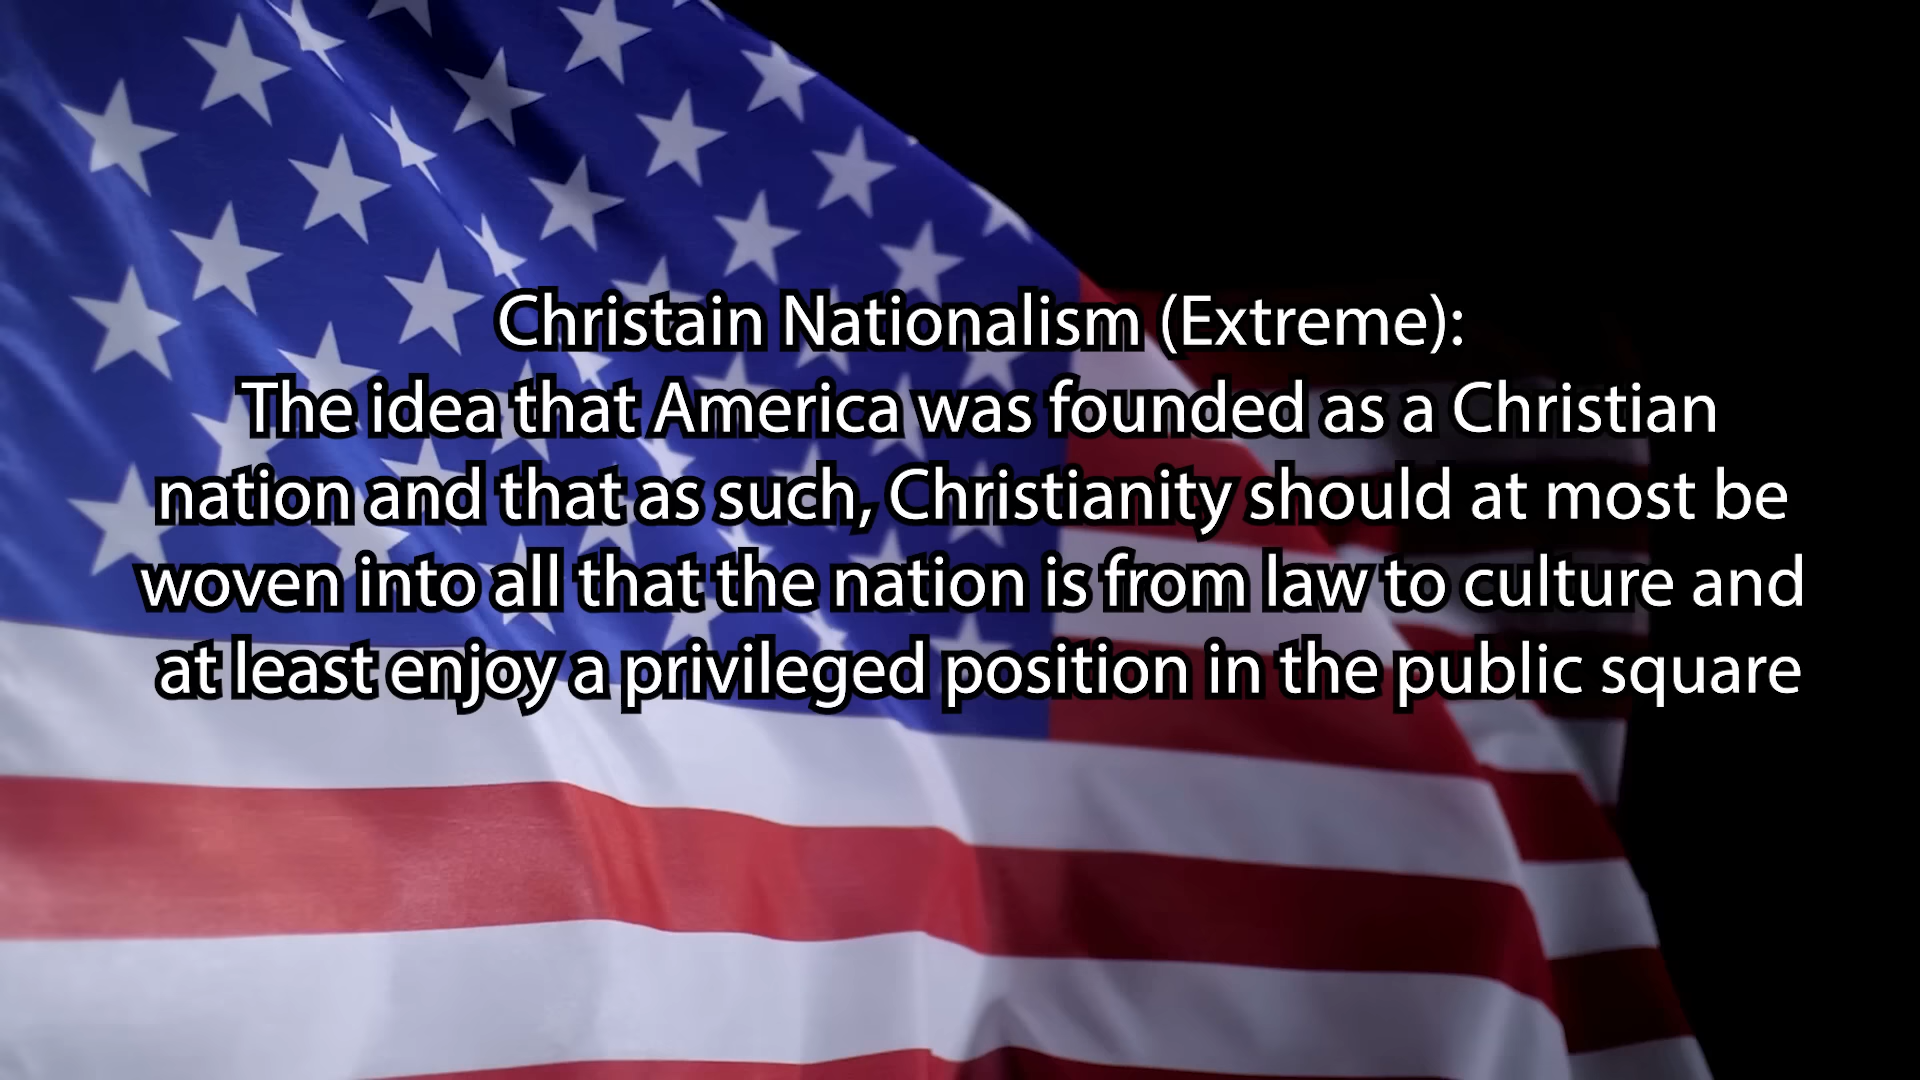 Christain Nationalism (Extreme):
The idea that America was founded as a Christian
nation and that as such, Christianity should at most be
woven into all that the nation is from law to culture and
at least enjoy a privileged position in the public square